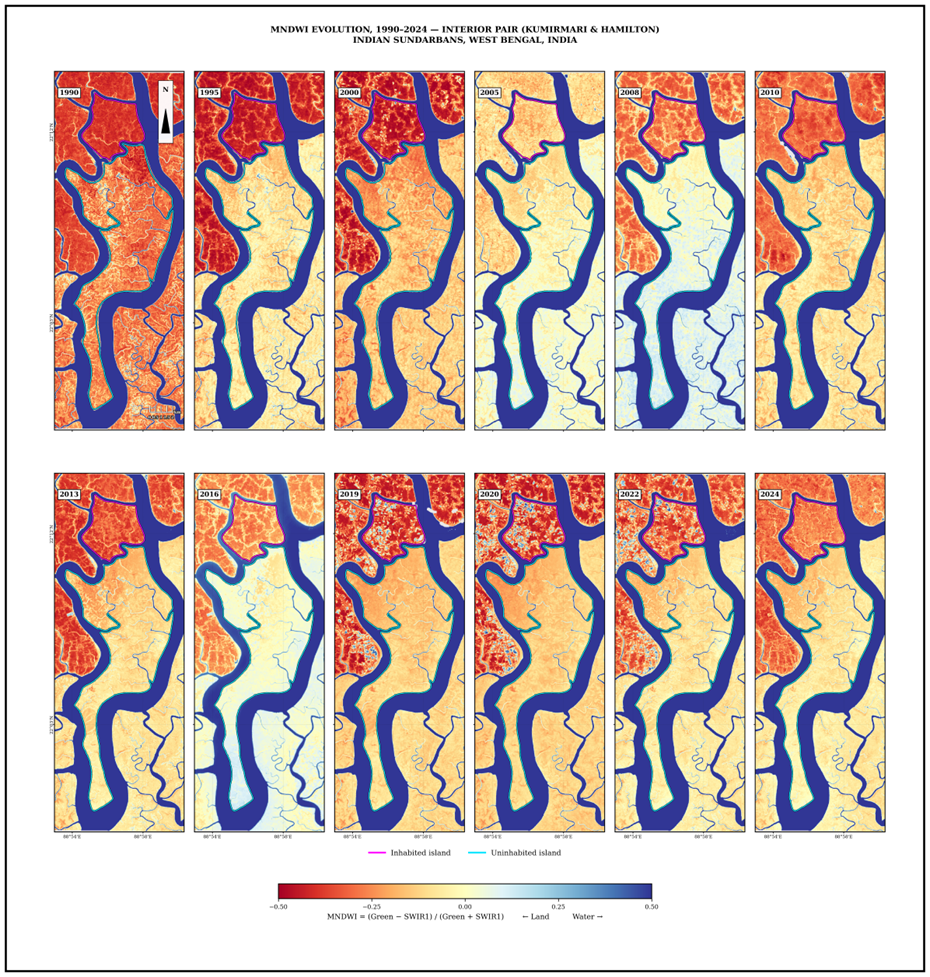 MNDWI EVOLUTION, 1990–2024 — INTERIOR PAIR (KUMIRMARI & HAMILTON)
INDIAN SUNDARBANS, WEST BENGAL, INDIA
1990
N
1995
2000
2005
2008
2010
2013
2016
2019
2020
2022
2024
Inhabited island
Uninhabited island
−0.50
−0.25
0.00
0.25
0.50
MNDWI = (Green − SWIR1) / (Green + SWIR1)
← Land
Water →